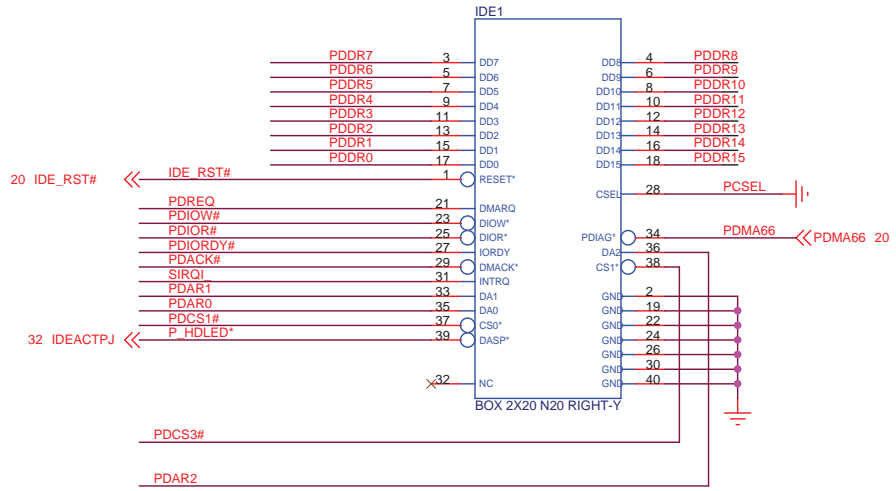 IDE1
PDDR7 3 DD7 DD8 4 PDDR8
PDDR6 5 DD6 DD9 6 PDDR9
PDDR5 7 DD5 DD10 8 PDDR10
PDDR4 9 DD4 DD11 10 PDDR11
PDDR3 11 DD3 DD12 12 PDDR12
PDDR2 13 DD2 DD13 14 PDDR13
PDDR1 15 DD1 DD14 16 PDDR14
PDDR0 17 DD0 DD15 18 PDDR15
20 IDE_RST# IDE_RST# 1 RESET*
CSEL 28 PCSEL
PDREQ 21 DMARQ
PDIOW# 23 DIOW*
PDIOR# 25 DIOR* PDIAG* 34 PDMA66 PDMA66 20
PDIORDY# 27 IORDY DA2 36
PDACK# 29 DMACK* CS1* 38
SIRQI_ 31 INTRQ
PDAR1 33 DA1 GND 2
PDAR0 35 DA0 GND 19
PDCS1# 37 CS0* GND 22
32 IDEACTPJ P_HDLED* 39 DASP* GND 24
GND 26
GND 30
32 NC GND 40
BOX 2X20 N20 RIGHT-Y
PDCS3#
PDAR2